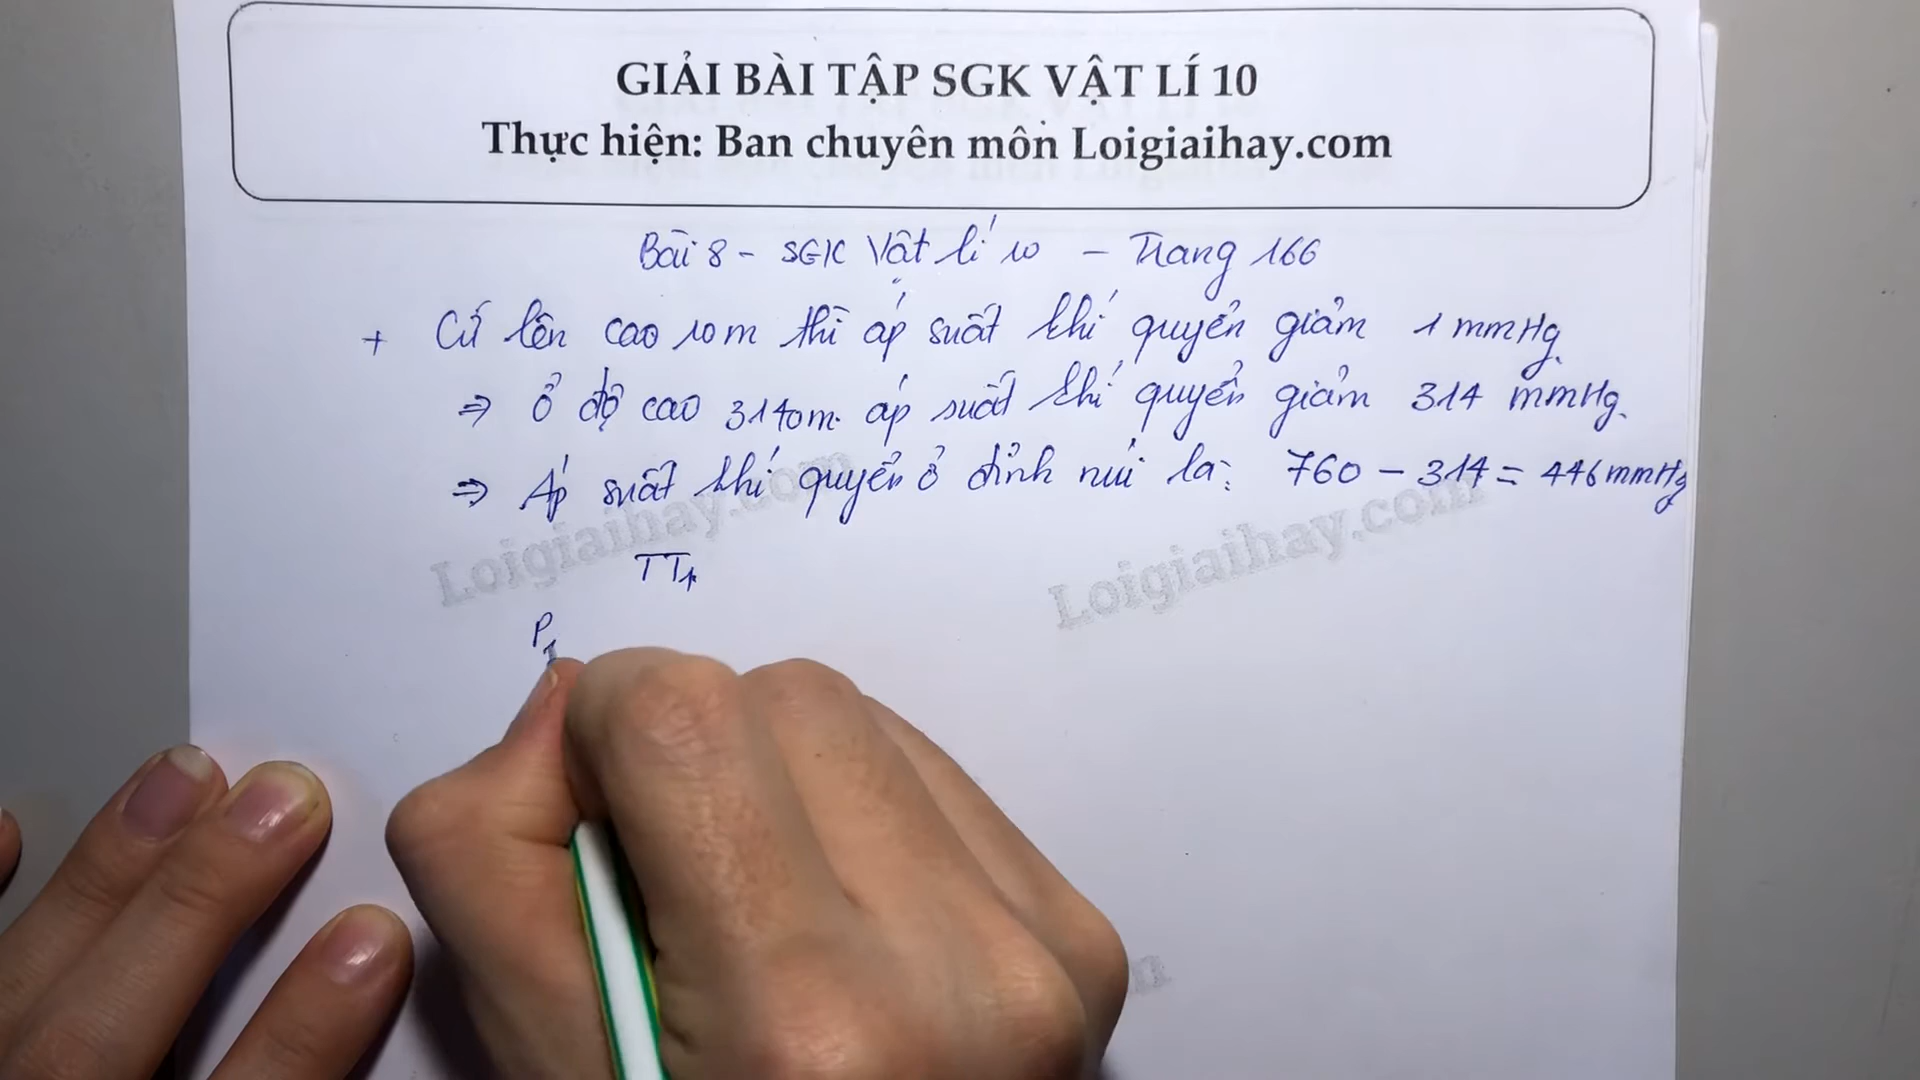 GIẢI BÀI TẬP SGK VẬT LÍ 10
Thực hiện: Ban chuyên môn Loigiaihay.com
Bài 8 - SGK Vật lí 10 - Trang 166
+ Cứ lên cao 10 m thì áp suất khí quyển giảm 1 mmHg.
⇒ Ở độ cao 3140m. áp suất khí quyển giảm 314 mmHg.
⇒ Áp suất khí quyển ở đỉnh núi là: 760 - 314 = 446 mmHg
Loigiaihay.com
Loigiaihay.com
TT1
P1